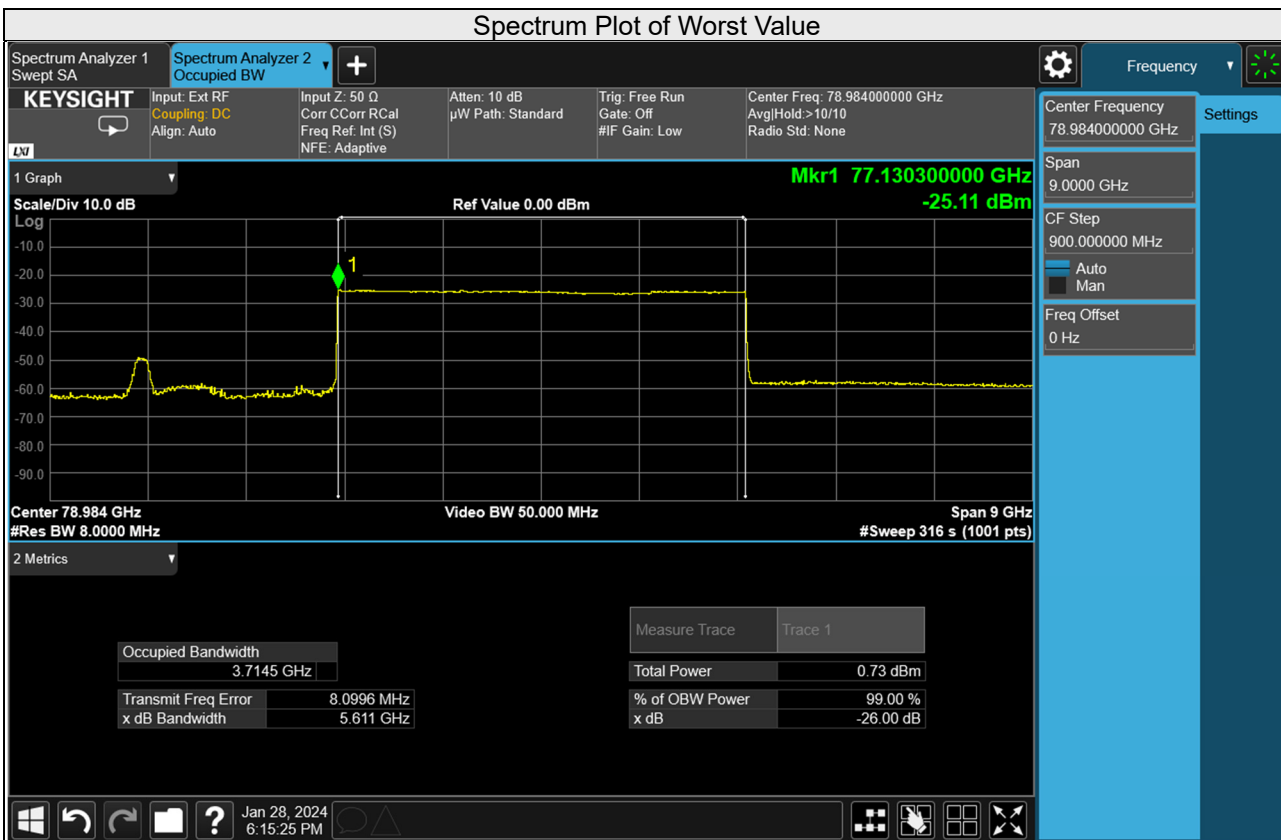 Spectrum Plot of Worst Value
Spectrum Analyzer 1
Swept SA
Spectrum Analyzer 2
Occupied BW
Frequency
KEYSIGHT
LXI
Input: Ext RF
Coupling: DC
Align: Auto
Input Z: 50 Ω
Corr CCorr RCal
Freq Ref: Int (S)
NFE: Adaptive
Atten: 10 dB
µW Path: Standard
Trig: Free Run
Gate: Off
#IF Gain: Low
Center Freq: 78.984000000 GHz
Avg|Hold:>10/10
Radio Std: None
Center Frequency
78.984000000 GHz
Settings
Span
9.0000 GHz
CF Step
900.000000 MHz
Auto
Man
Freq Offset
0 Hz
1 Graph
Mkr1 77.130300000 GHz
-25.11 dBm
Scale/Div 10.0 dB
Ref Value 0.00 dBm
Log
-10.0
-20.0
-30.0
-40.0
-50.0
-60.0
-70.0
-80.0
-90.0
1
Center 78.984 GHz
Video BW 50.000 MHz
Span 9 GHz
#Res BW 8.0000 MHz
#Sweep 316 s (1001 pts)
2 Metrics
Measure Trace
Trace 1
Occupied Bandwidth
3.7145 GHz
Total Power
0.73 dBm
Transmit Freq Error
8.0996 MHz
% of OBW Power
99.00 %
x dB Bandwidth
5.611 GHz
x dB
-26.00 dB
?
Jan 28, 2024
6:15:25 PM